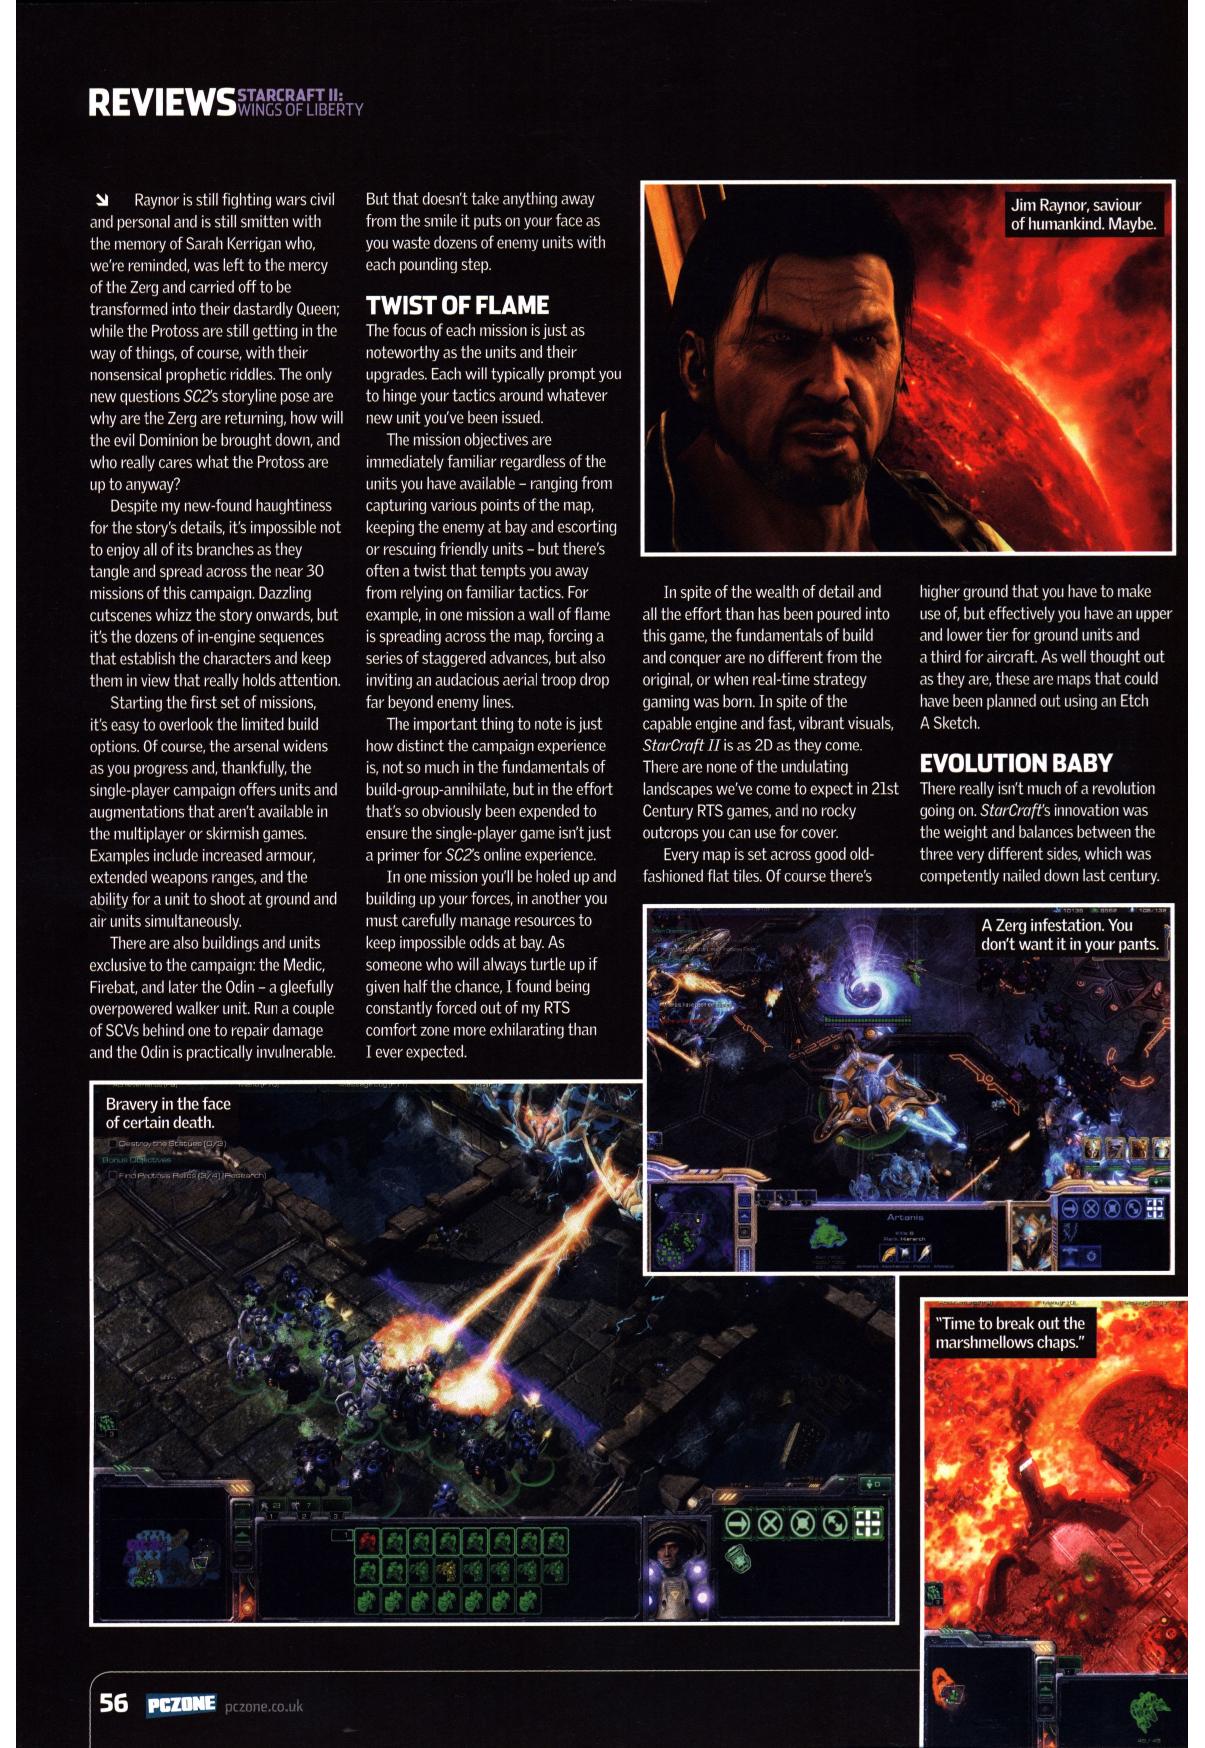 REVIEWS STARCRAFT II:
WINGS OF LIBERTY
Raynor is still fighting wars civil
and personal and is still smitten with
the memory of Sarah Kerrigan who,
we're reminded, was left to the mercy
of the Zerg and carried off to be
transformed into their dastardly Queen;
while the Protoss are still getting in the
way of things, of course, with their
nonsensical prophetic riddles. The only
new questions SC2's storyline pose are
why are the Zerg are returning, how will
the evil Dominion be brought down, and
who really cares what the Protoss are
up to anyway?
Despite my new-found haughtiness
for the story's details, it's impossible not
to enjoy all of its branches as they
tangle and spread across the near 30
missions of this campaign. Dazzling
cutscenes whizz the story onwards, but
it's the dozens of in-engine sequences
that establish the characters and keep
them in view that really holds attention.
Starting the first set of missions,
it's easy to overlook the limited build
options. Of course, the arsenal widens
as you progress and, thankfully, the
single-player campaign offers units and
augmentations that aren't available in
the multiplayer or skirmish games.
Examples include increased armour,
extended weapons ranges, and the
ability for a unit to shoot at ground and
air units simultaneously.
There are also buildings and units
exclusive to the campaign: the Medic,
Firebat, and later the Odin – a gleefully
overpowered walker unit. Run a couple
of SCVs behind one to repair damage
and the Odin is practically invulnerable.
But that doesn't take anything away
from the smile it puts on your face as
you waste dozens of enemy units with
each pounding step.
TWIST OF FLAME
The focus of each mission is just as
noteworthy as the units and their
upgrades. Each will typically prompt you
to hinge your tactics around whatever
new unit you've been issued.
The mission objectives are
immediately familiar regardless of the
units you have available – ranging from
capturing various points of the map,
keeping the enemy at bay and escorting
or rescuing friendly units – but there's
often a twist that tempts you away
from relying on familiar tactics. For
example, in one mission a wall of flame
is spreading across the map, forcing a
series of staggered advances, but also
inviting an audacious aerial troop drop
far beyond enemy lines.
The important thing to note is just
how distinct the campaign experience
is, not so much in the fundamentals of
build-group-annihilate, but in the effort
that's so obviously been expended to
ensure the single-player game isn't just
a primer for SC2's online experience.
In one mission you'll be holed up and
building up your forces, in another you
must carefully manage resources to
keep impossible odds at bay. As
someone who will always turtle up if
given half the chance, I found being
constantly forced out of my RTS
comfort zone more exhilarating than
I ever expected.
Jim Raynor, saviour
of humankind. Maybe.
In spite of the wealth of detail and
all the effort than has been poured into
this game, the fundamentals of build
and conquer are no different from the
original, or when real-time strategy
gaming was born. In spite of the
capable engine and fast, vibrant visuals,
StarCraft II is as 2D as they come.
There are none of the undulating
landscapes we've come to expect in 21st
Century RTS games, and no rocky
outcrops you can use for cover.
Every map is set across good old-
fashioned flat tiles. Of course there's
higher ground that you have to make
use of, but effectively you have an upper
and lower tier for ground units and
a third for aircraft. As well thought out
as they are, these are maps that could
have been planned out using an Etch
A Sketch.
EVOLUTION BABY
There really isn't much of a revolution
going on. StarCraft's innovation was
the weight and balances between the
three very different sides, which was
competently nailed down last century.
A Zerg infestation. You
don't want it in your pants.
Artanis
Rank: Hierarch
Bravery in the face
of certain death.
Destroy the Statues (0/3)
Bonus Objectives
Find Protoss Relics (3/4) (Research)
"Time to break out the
marshmellows chaps."
56 PCZONE pczone.co.uk